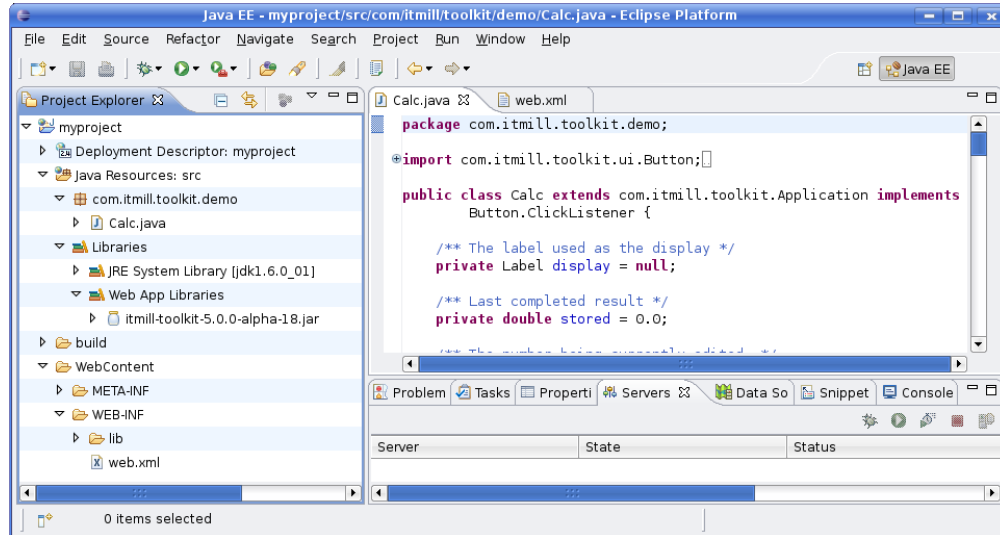 Java EE - myproject/src/com/itmill/toolkit/demo/Calc.java - Eclipse Platform
File Edit Source Refactor Navigate Search Project Run Window Help
Java EE
Project Explorer
myproject
Deployment Descriptor: myproject
Java Resources: src
com.itmill.toolkit.demo
Calc.java
Libraries
JRE System Library [jdk1.6.0_01]
Web App Libraries
itmill-toolkit-5.0.0-alpha-18.jar
build
WebContent
META-INF
WEB-INF
lib
web.xml
Calc.java web.xml
package com.itmill.toolkit.demo;
import com.itmill.toolkit.ui.Button;
public class Calc extends com.itmill.toolkit.Application implements
Button.ClickListener {
/** The label used as the display */
private Label display = null;
/** Last completed result */
private double stored = 0.0;
/** The number being currently edited. */
Problem Tasks Properti Servers Data So Snippet Console
Server State Status
0 items selected